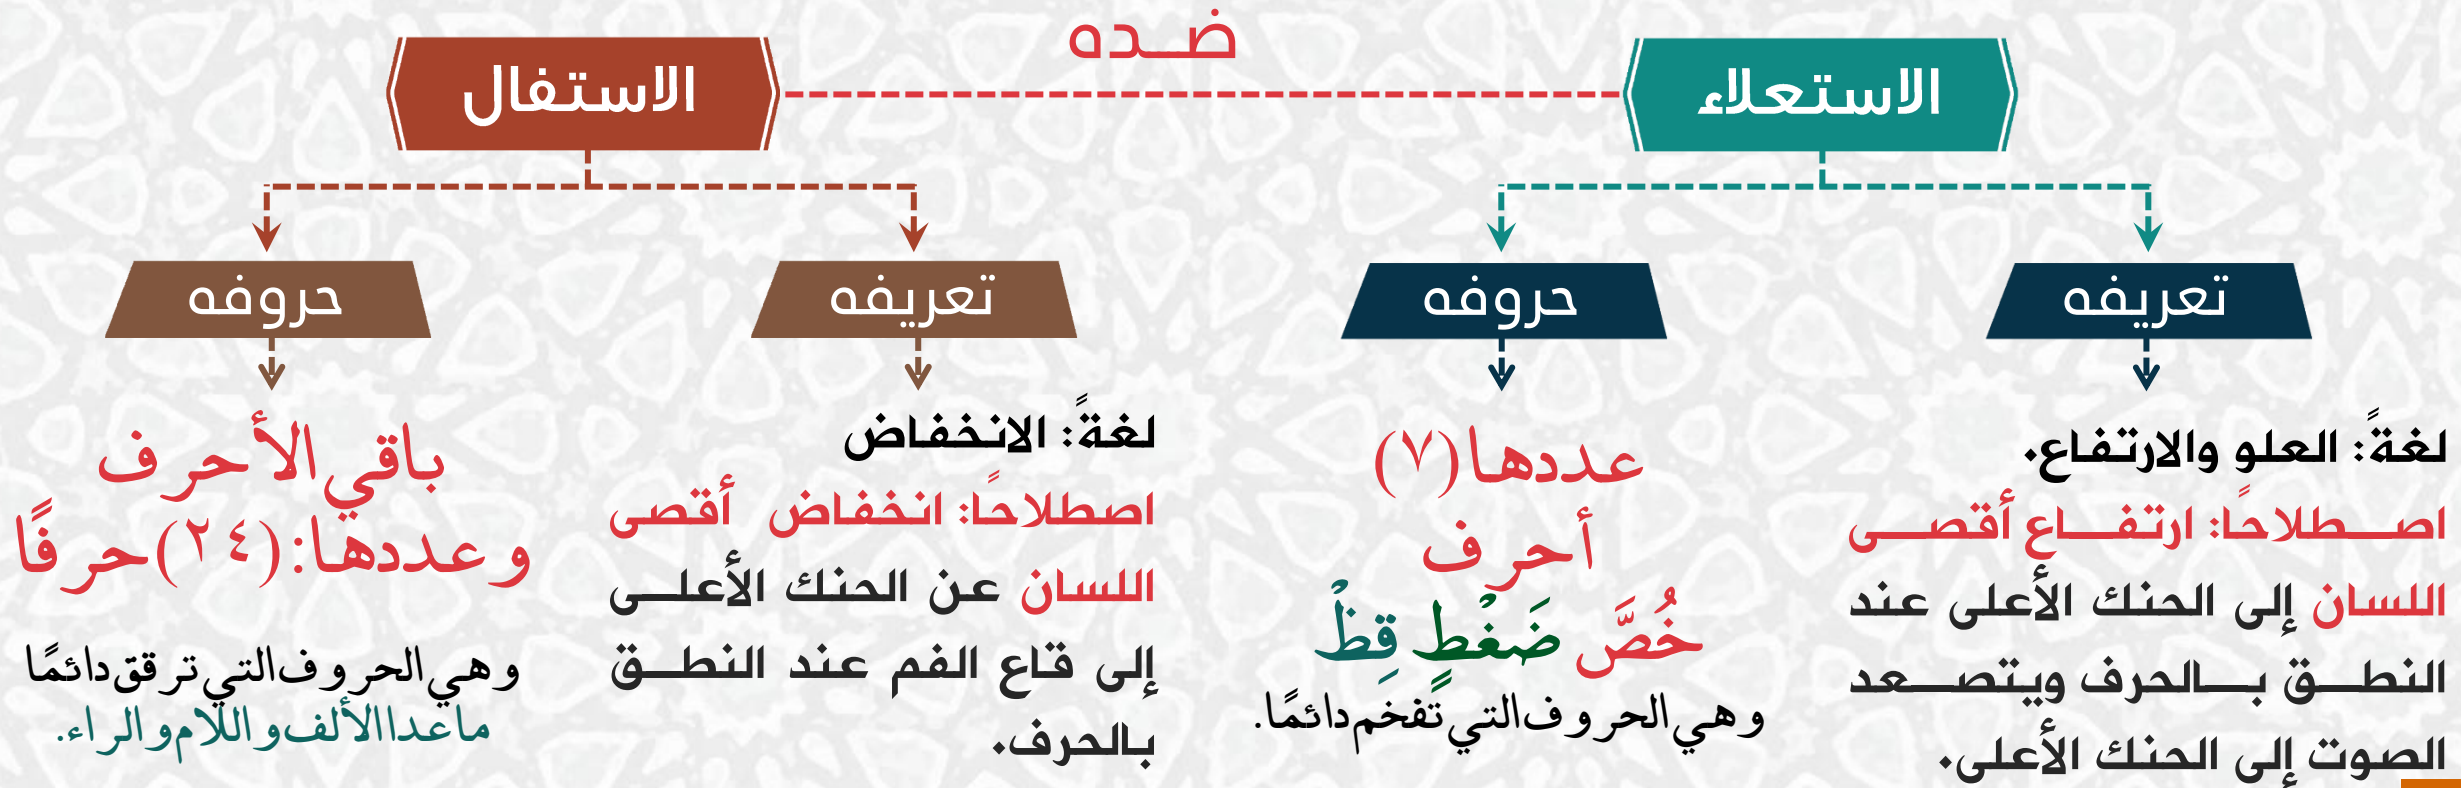 ضده
الاستعلاء
تعريفه
لغةً: العلو والارتفاع.
اصطلاحًا: ارتفاع أقصى
اللسان إلى الحنك الأعلى عند
النطق بالحرف ويتصعد
الصوت إلى الحنك الأعلى.
حروفه
عددها (٧)
أحرف
خُصَّ ضَغْطٍ قِظْ
وهي الحروف التي تفخم دائمًا.
الاستفال
تعريفه
لغةً: الانخفاض
اصطلاحًا: انخفاض أقصى
اللسان عن الحنك الأعلى
إلى قاع الفم عند النطق
بالحرف.
حروفه
باقي الأحرف
وعددها: (٢٤) حرفًا
وهي الحروف التي ترقق دائمًا
ماعدا الألف واللام والراء.